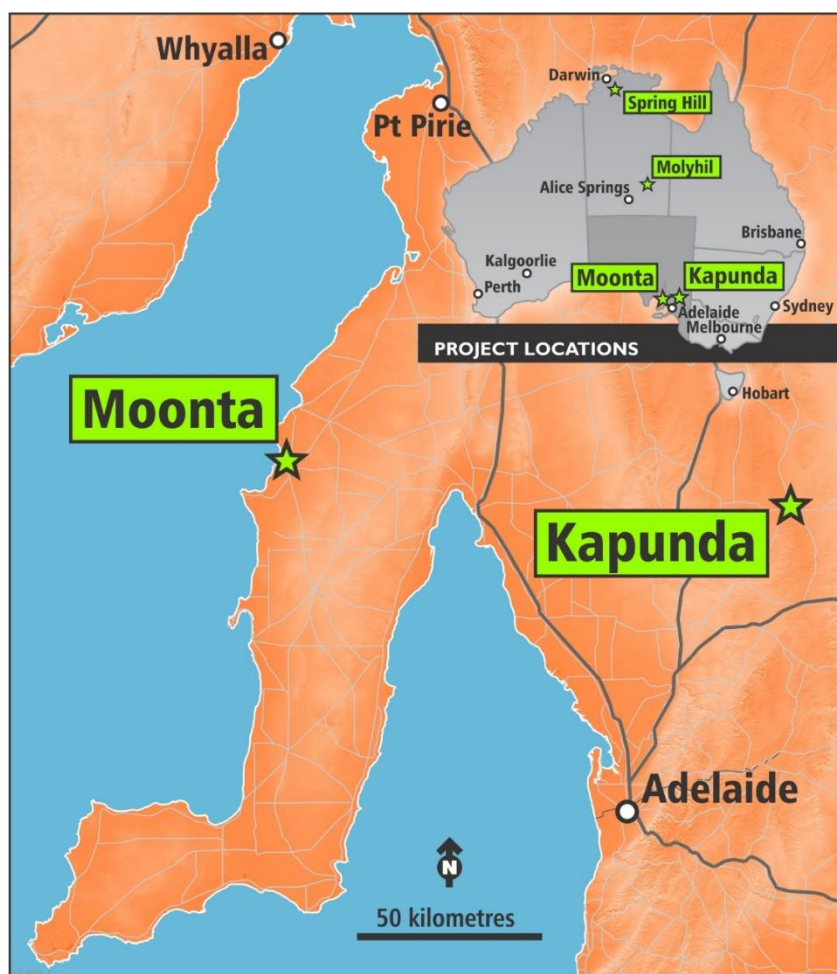 Whyalla
Pt Pirie
Darwin
Spring Hill
Molyhil
Alice Springs
Brisbane
Kalgoorlie
Moonta
Kapunda
Perth
Adelaide
Sydney
Melbourne
PROJECT LOCATIONS
Hobart
Moonta
Kapunda
Adelaide
N
50 kilometres